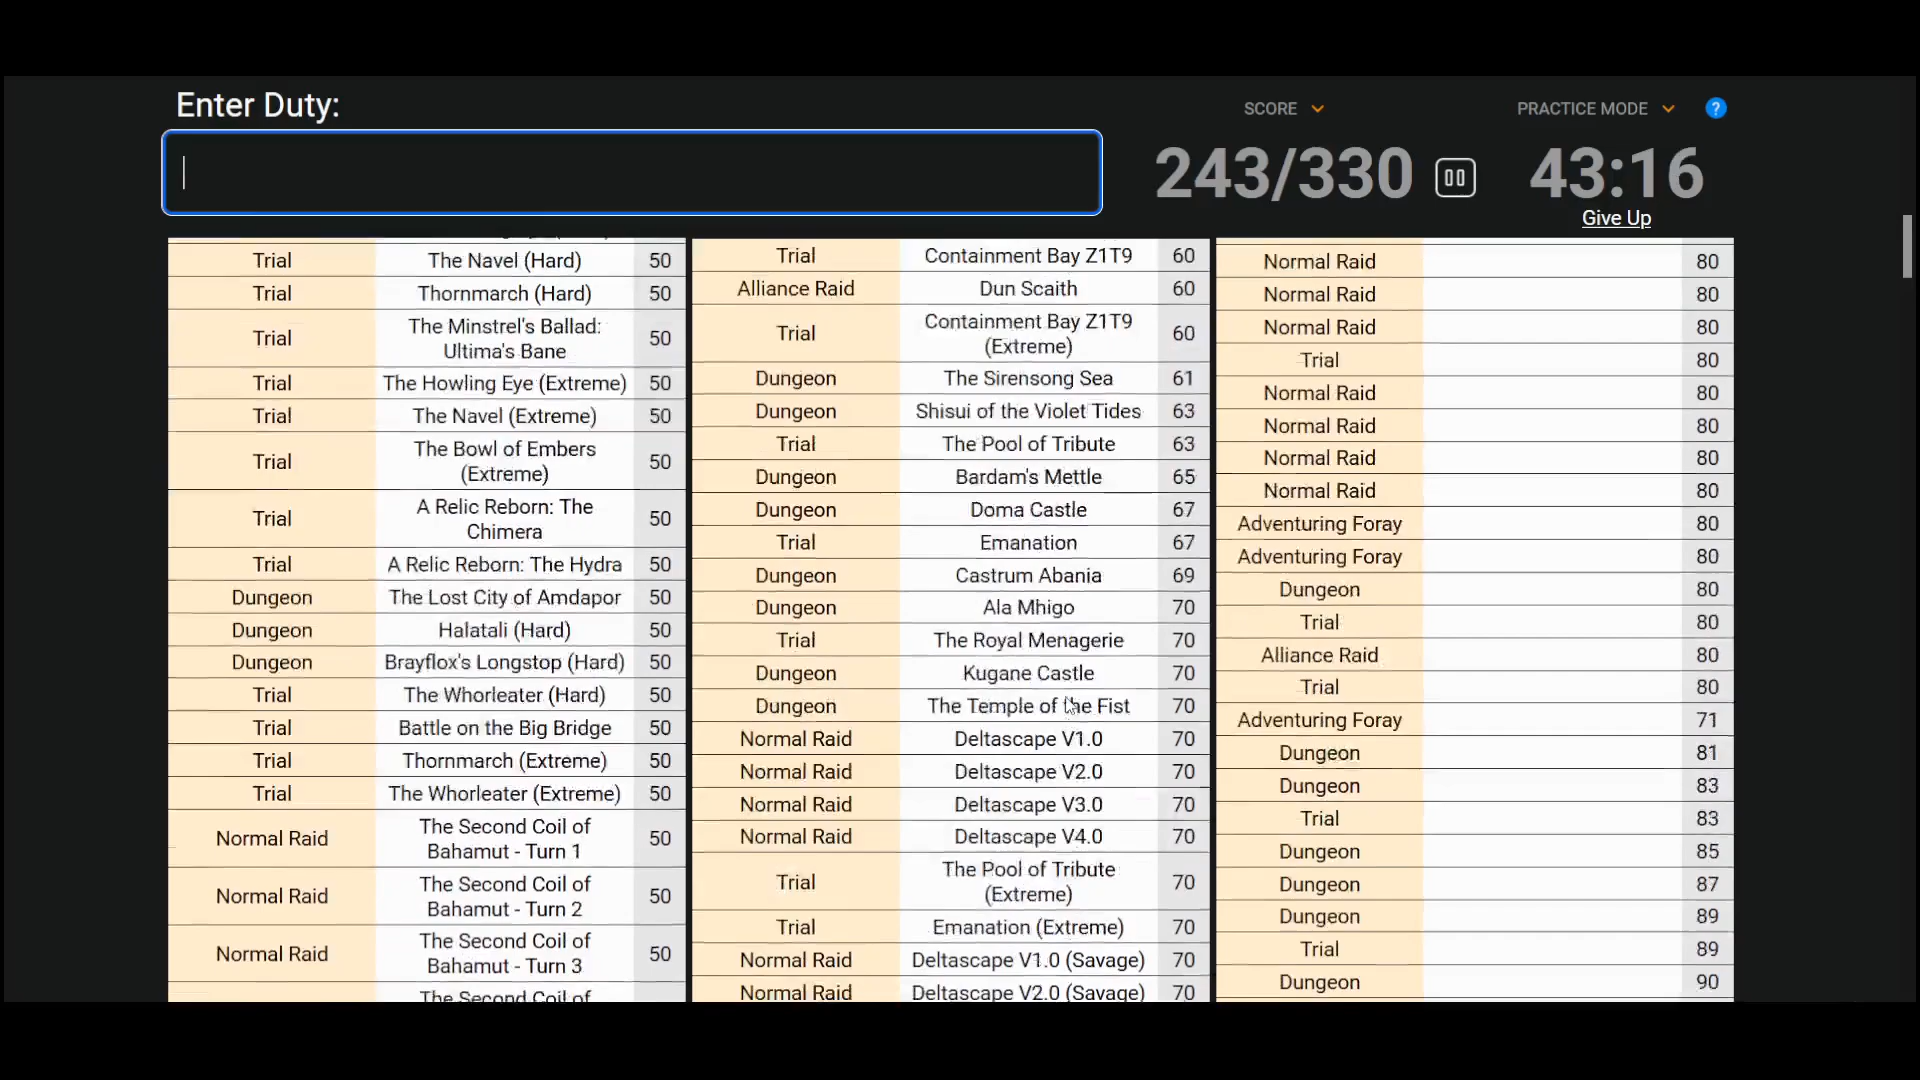 Enter Duty:
SCORE
PRACTICE MODE
?
243/330
43:16
Give Up
Trial The Navel (Hard) 50
Trial Thornmarch (Hard) 50
Trial The Minstrel's Ballad: 50
Ultima's Bane
Trial The Howling Eye (Extreme) 50
Trial The Navel (Extreme) 50
Trial The Bowl of Embers 50
(Extreme)
Trial A Relic Reborn: The 50
Chimera
Trial A Relic Reborn: The Hydra 50
Dungeon The Lost City of Amdapor 50
Dungeon Halatali (Hard) 50
Dungeon Brayflox's Longstop (Hard) 50
Trial The Whorleater (Hard) 50
Trial Battle on the Big Bridge 50
Trial Thornmarch (Extreme) 50
Trial The Whorleater (Extreme) 50
Normal Raid The Second Coil of 50
Bahamut - Turn 1
Normal Raid The Second Coil of 50
Bahamut - Turn 2
Normal Raid The Second Coil of 50
Bahamut - Turn 3
The Second Coil of
Trial Containment Bay Z1T9 60
Alliance Raid Dun Scaith 60
Trial Containment Bay Z1T9 60
(Extreme)
Dungeon The Sirensong Sea 61
Dungeon Shisui of the Violet Tides 63
Trial The Pool of Tribute 63
Dungeon Bardam's Mettle 65
Dungeon Doma Castle 67
Trial Emanation 67
Dungeon Castrum Abania 69
Dungeon Ala Mhigo 70
Trial The Royal Menagerie 70
Dungeon Kugane Castle 70
Dungeon The Temple of the Fist 70
Normal Raid Deltascape V1.0 70
Normal Raid Deltascape V2.0 70
Normal Raid Deltascape V3.0 70
Normal Raid Deltascape V4.0 70
Trial The Pool of Tribute 70
(Extreme)
Trial Emanation (Extreme) 70
Normal Raid Deltascape V1.0 (Savage) 70
Normal Raid Deltascape V2.0 (Savage) 70
Normal Raid 80
Normal Raid 80
Normal Raid 80
Trial 80
Normal Raid 80
Normal Raid 80
Normal Raid 80
Normal Raid 80
Adventuring Foray 80
Adventuring Foray 80
Dungeon 80
Trial 80
Alliance Raid 80
Trial 80
Adventuring Foray 71
Dungeon 81
Dungeon 83
Trial 83
Dungeon 85
Dungeon 87
Dungeon 89
Trial 89
Dungeon 90